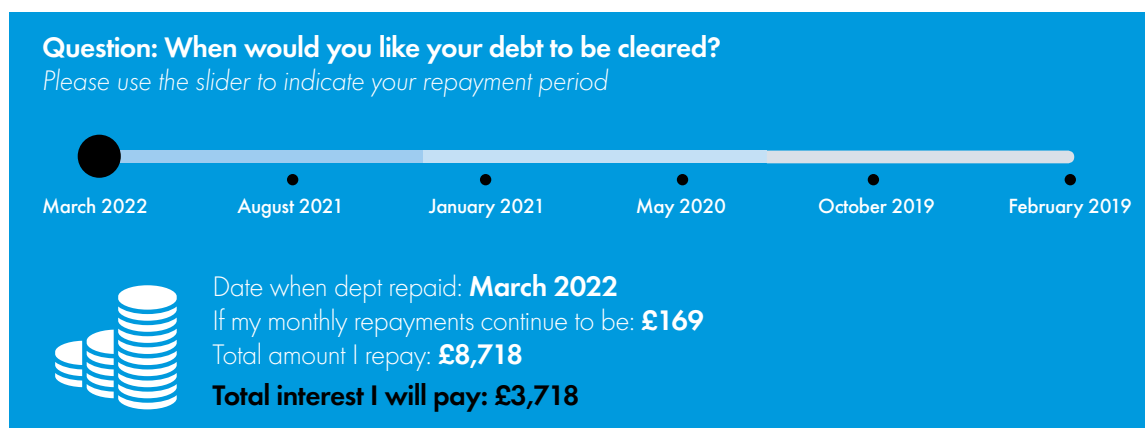 Question: When would you like your debt to be cleared?
Please use the slider to indicate your repayment period
March 2022 August 2021 January 2021 May 2020 October 2019 February 2019
Date when dept repaid: March 2022
If my monthly repayments continue to be: £169
Total amount I repay: £8,718
Total interest I will pay: £3,718